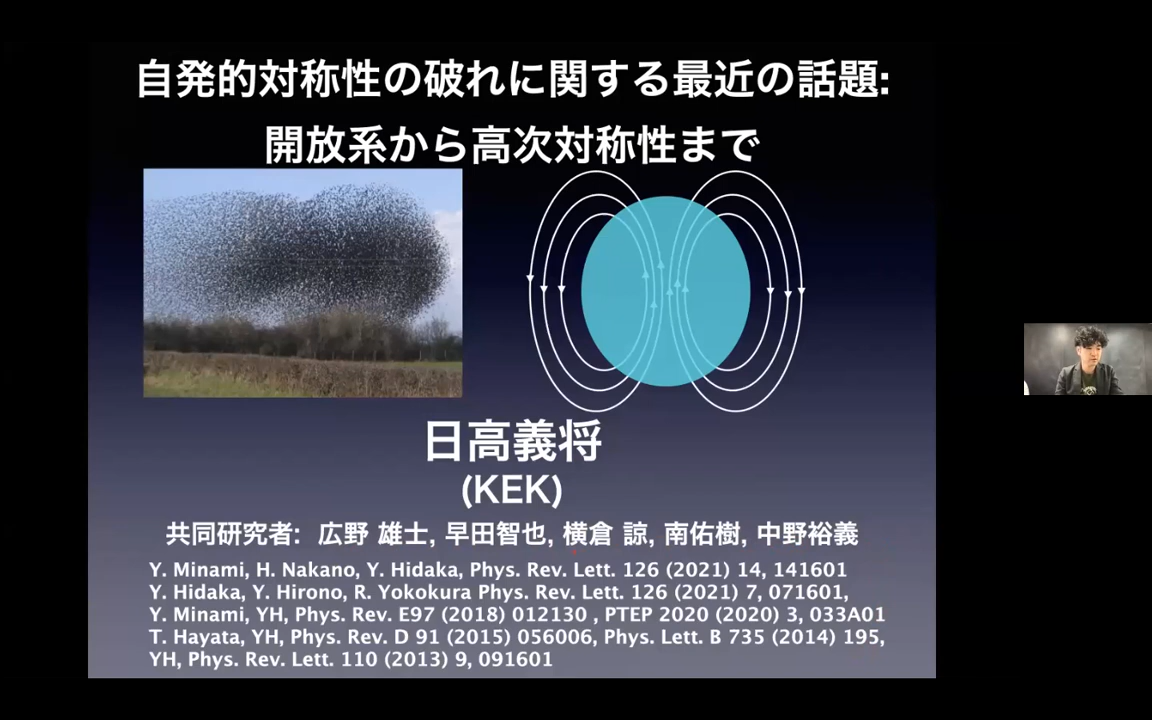 自発的対称性の破れに関する最近の話題:
開放系から高次対称性まで
日高義将
(KEK)
共同研究者: 広野 雄士, 早田智也, 横倉 諒, 南佑樹, 中野裕義
Y. Minami, H. Nakano, Y. Hidaka, Phys. Rev. Lett. 126 (2021) 14, 141601
Y. Hidaka, Y. Hirono, R. Yokokura Phys. Rev. Lett. 126 (2021) 7, 071601,
Y. Minami, YH, Phys. Rev. E97 (2018) 012130 , PTEP 2020 (2020) 3, 033A01
T. Hayata, YH, Phys. Rev. D 91 (2015) 056006, Phys. Lett. B 735 (2014) 195,
YH, Phys. Rev. Lett. 110 (2013) 9, 091601